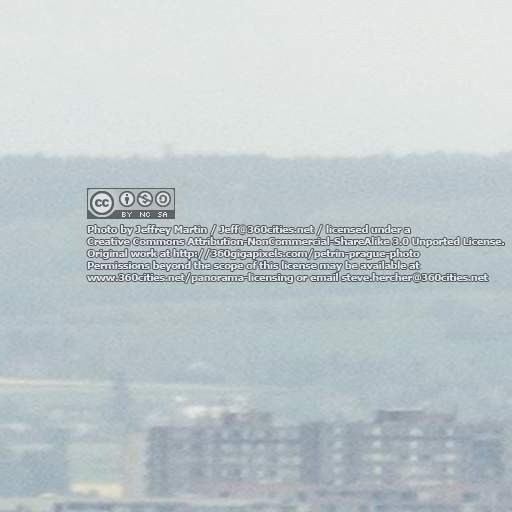 cc
BY NC SA
Photo by Jeffrey Martin / Jeff@360cities.net / licensed under a
Creative Commons Attribution-NonCommercial-ShareAlike 3.0 Unported License.
Original work at http://360gigapixels.com/petrin-prague-photo
Permissions beyond the scope of this license may be available at
www.360cities.net/panorama-licensing or email steve.hercher@360cities.net